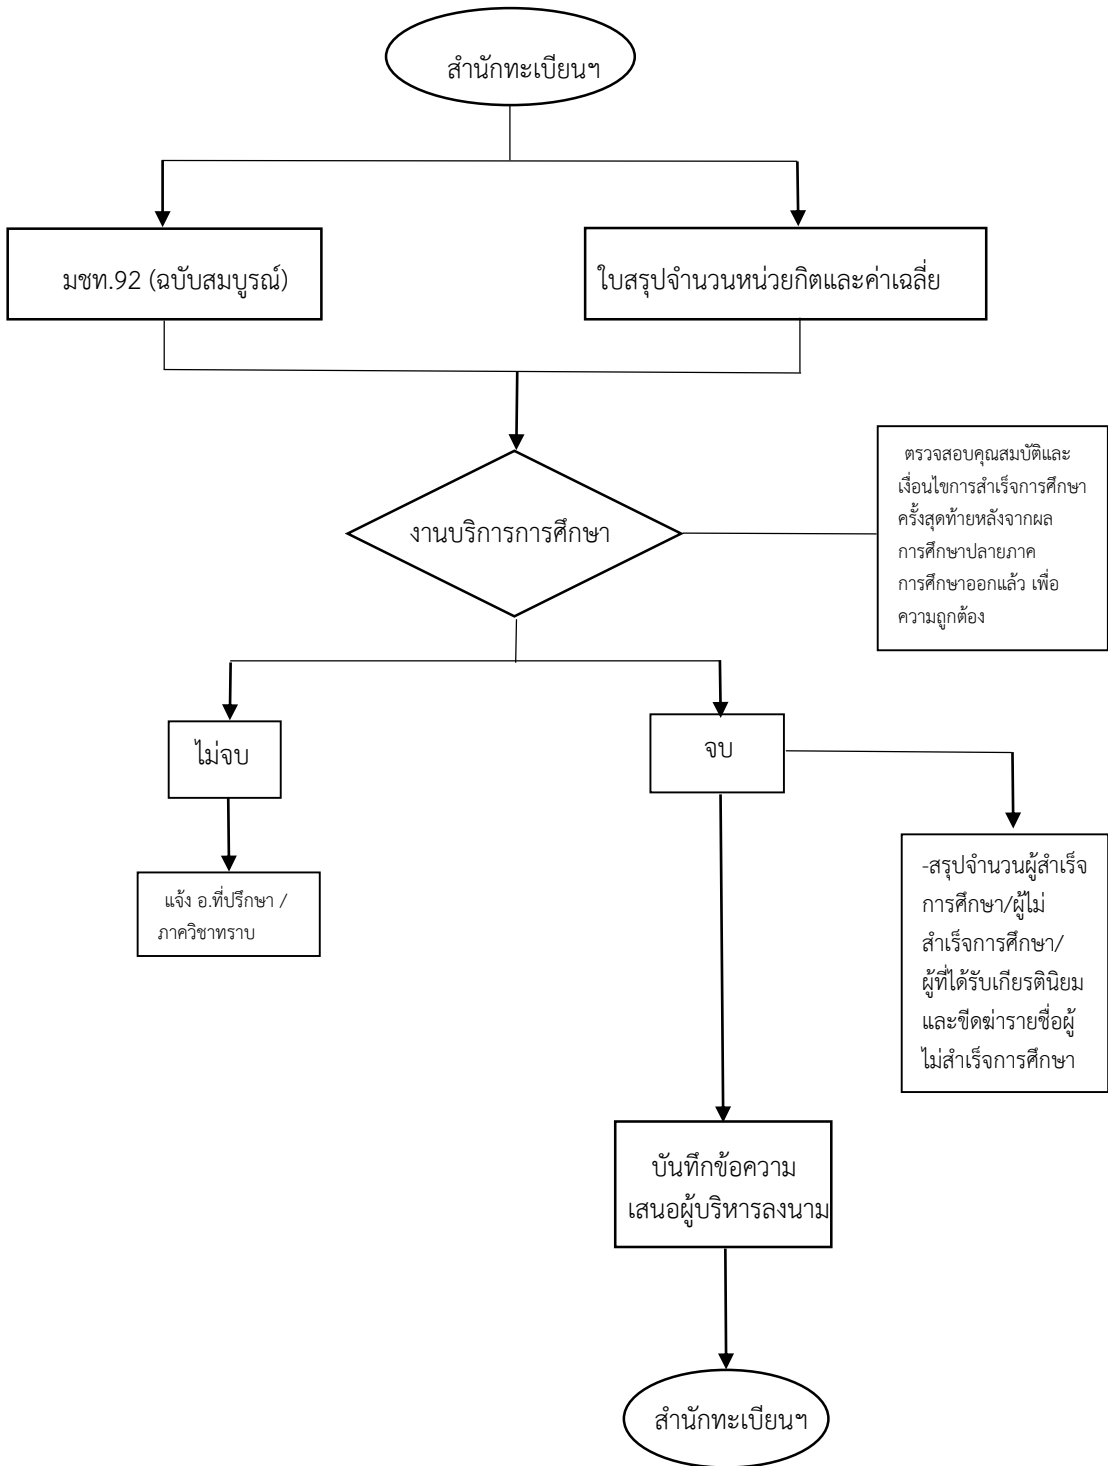 สำนักทะเบียนฯ
มชท.92 (ฉบับสมบูรณ์)
ใบสรุปจำนวนหน่วยกิตและค่าเฉลี่ย
งานบริการการศึกษา
ตรวจสอบคุณสมบัติและ
เงื่อนไขการสำเร็จการศึกษา
ครั้งสุดท้ายหลังจากผล
การศึกษาปลายภาค
การศึกษาออกแล้ว เพื่อ
ความถูกต้อง
ไม่จบ
จบ
แจ้ง อ.ที่ปรึกษา /
ภาควิชาทราบ
-สรุปจำนวนผู้สำเร็จ
การศึกษา/ผู้ไม่
สำเร็จการศึกษา/
ผู้ที่ได้รับเกียรตินิยม
และขีดฆ่ารายชื่อผู้
ไม่สำเร็จการศึกษา
บันทึกข้อความ
เสนอผู้บริหารลงนาม
สำนักทะเบียนฯ